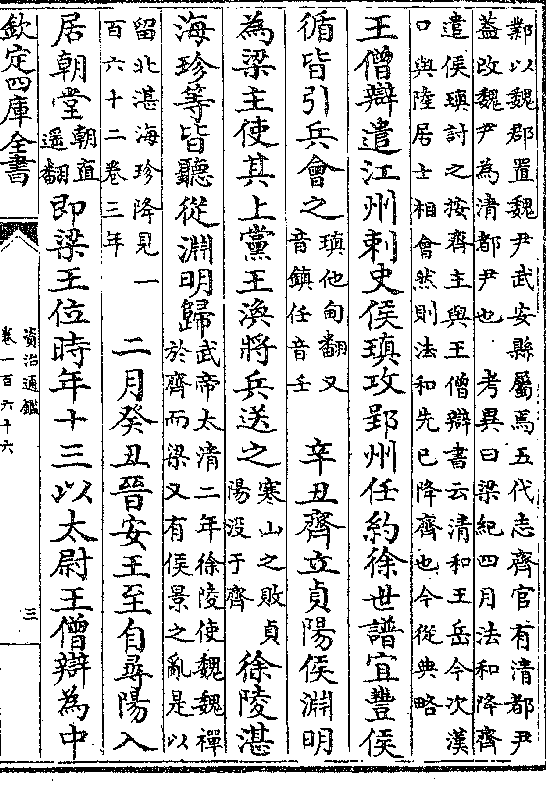 鄴以魏郡置魏尹武安縣屬焉五代志齊官有清都尹
蓋改魏尹為清都尹也　考異曰梁紀四月法和降齊
遣侯瑱討之按齊主與王僧辯書云清和王岳今次漢
口與陸居士相會然則法和先已降齊也今從典略
王僧辯遣江州刺史侯瑱攻郢州任約徐世譜宜豐侯
循皆引兵會之
瑱他甸翻又
音鎮任音壬
辛丑齊立貞陽侯淵明
為梁主使其上黨王渙將兵送之
寒山之敗貞
陽没于齊
徐陵湛
海珍等皆聽從淵明歸
武帝太清二年徐陵使魏魏禪
於齊而梁又有侯景之亂是以
留北湛海珍降見一
百六十二卷三年
二月癸丑晉安王至自尋陽入
居朝堂
朝直
遥翻
即梁王位時年十三以太尉王僧辯為中
欽定四庫全書
資治通鑑
卷一百六十六
三